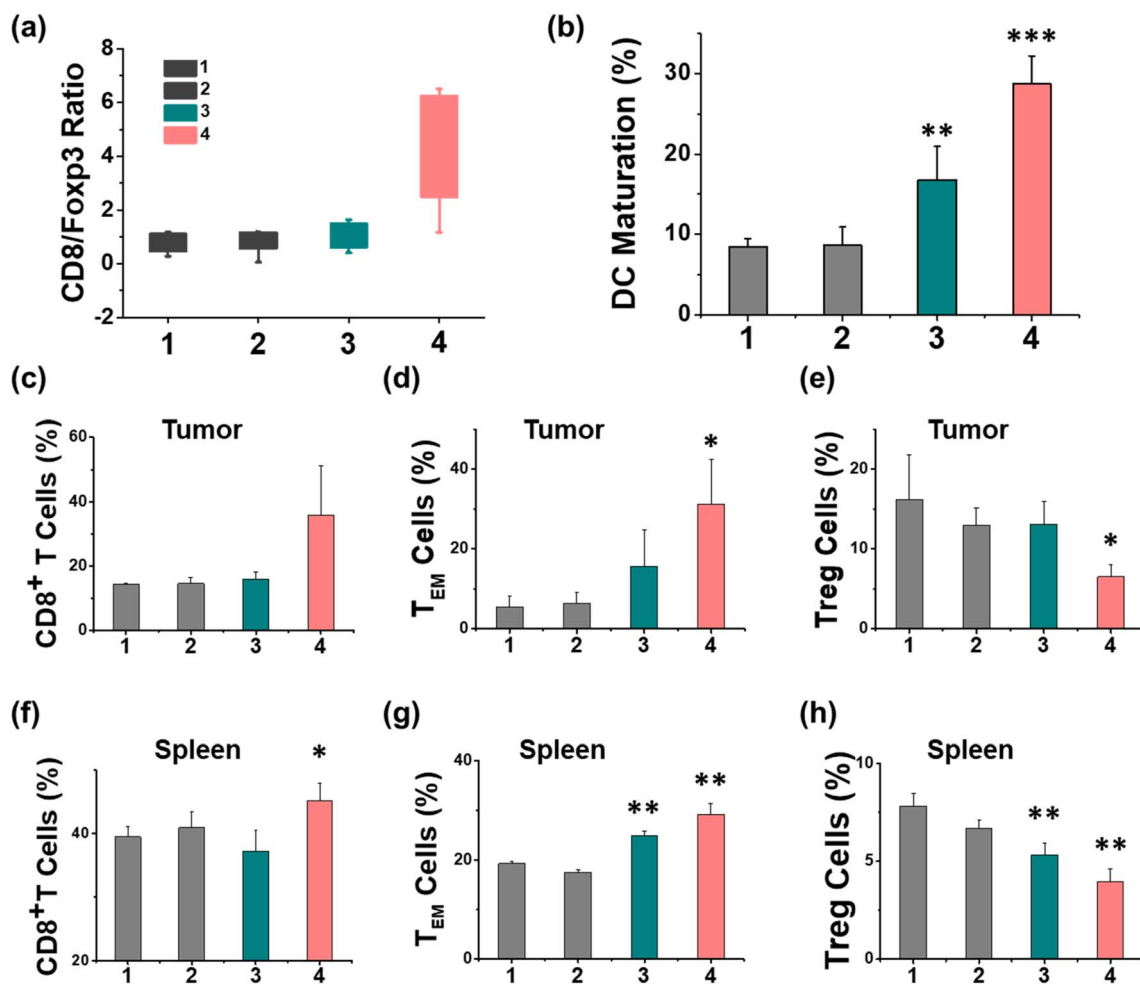 (a)
CD8/Foxp3 Ratio
8
6
4
2
0
-2
1
2
3
4
1 2 3 4
(b)
DC Maturation (%)
30
20
10
0
** ***
1 2 3 4
(c)
Tumor
CD8+ T Cells (%)
60
40
20
0
1 2 3 4
(d)
Tumor
TEM Cells (%)
40
20
0
*
1 2 3 4
(e)
Tumor
Treg Cells (%)
20
10
0
*
1 2 3 4
(f)
Spleen
CD8+T Cells (%)
40
20
*
1 2 3 4
(g)
Spleen
TEM Cells (%)
40
20
0
** **
1 2 3 4
(h)
Spleen
Treg Cells (%)
10
5
0
** **
1 2 3 4